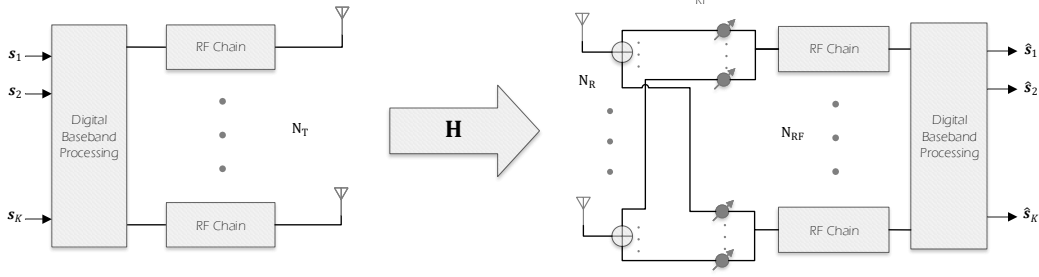 RF
s1
s2
sK
Digital
Baseband
Processing
RF Chain
NT
RF Chain
H
NR
RF Chain
NRF
RF Chain
Digital
Baseband
Processing
ŝ1
ŝ2
ŝK